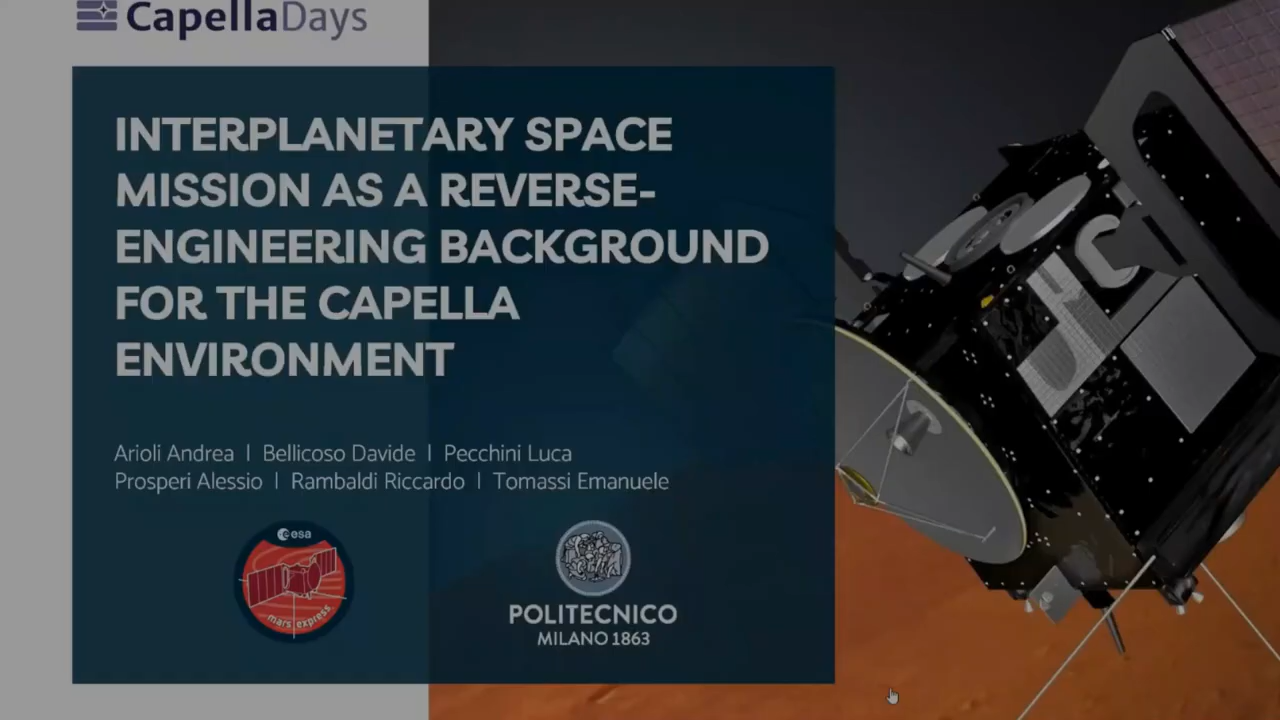 CapellaDays
INTERPLANETARY SPACE
MISSION AS A REVERSE-
ENGINEERING BACKGROUND
FOR THE CAPELLA
ENVIRONMENT
Arioli Andrea | Bellicoso Davide | Pecchini Luca
Prosperi Alessio | Rambaldi Riccardo | Tomassi Emanuele
esa
mars express
POLITECNICO
MILANO 1863